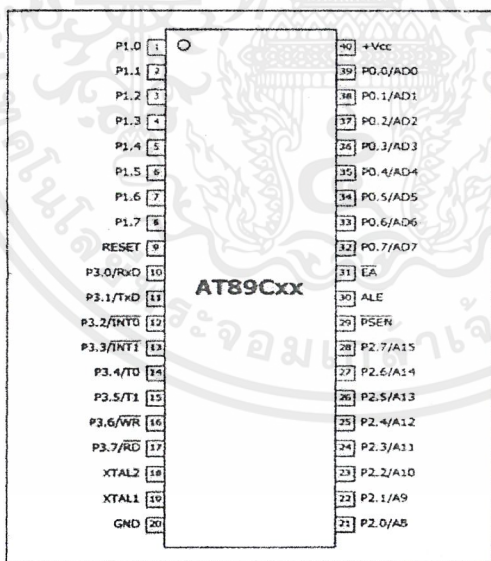 P1.0 1 40 +Vcc
P1.1 2 39 P0.0/AD0
P1.2 3 38 P0.1/AD1
P1.3 4 37 P0.2/AD2
P1.4 5 36 P0.3/AD3
P1.5 6 35 P0.4/AD4
P1.6 7 34 P0.5/AD5
P1.7 8 33 P0.6/AD6
RESET 9 32 P0.7/AD7
P3.0/RxD 10 31 E̅A̅
P3.1/TxD 11 AT89Cxx 30 ALE
P3.2/I̅N̅T̅0̅ 12 29 P̅S̅E̅N̅
P3.3/I̅N̅T̅1̅ 13 28 P2.7/A15
P3.4/T0 14 27 P2.6/A14
P3.5/T1 15 26 P2.5/A13
P3.6/W̅R̅ 16 25 P2.4/A12
P3.7/R̅D̅ 17 24 P2.3/A11
XTAL2 18 23 P2.2/A10
XTAL1 19 22 P2.1/A9
GND 20 21 P2.0/A8